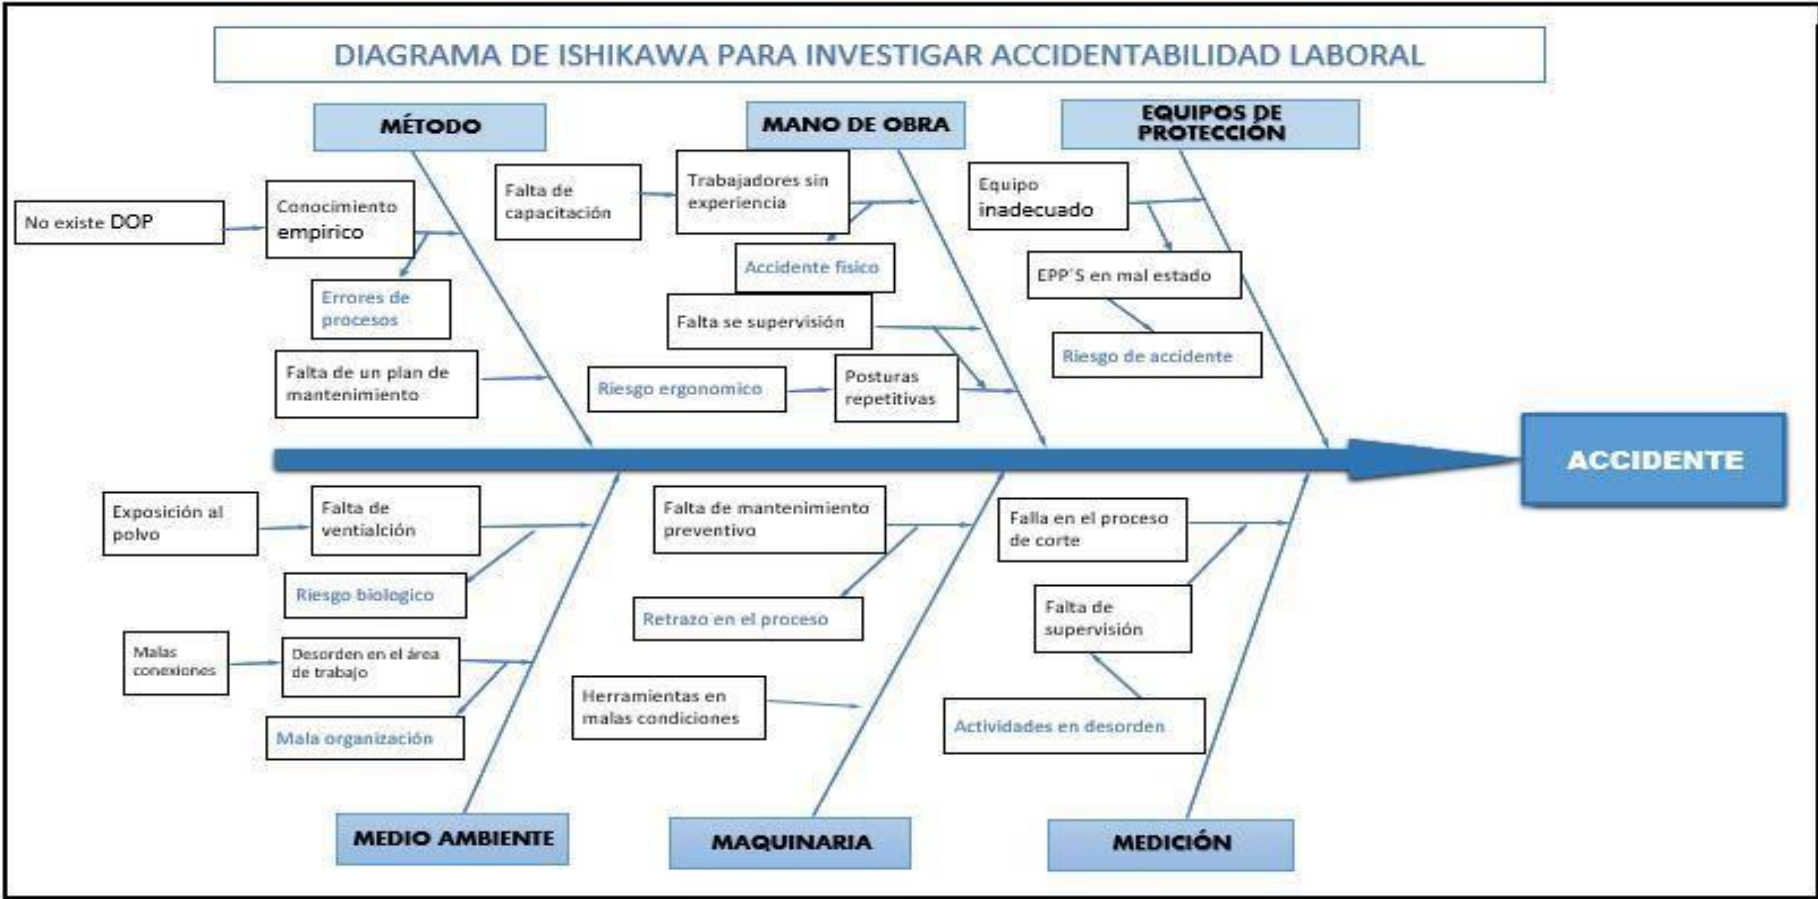 DIAGRAMA DE ISHIKAWA PARA INVESTIGAR ACCIDENTABILIDAD LABORAL
MÉTODO
MANO DE OBRA
EQUIPOS DE
PROTECCIÓN
No existe DOP
Conocimiento
empirico
Errores de
procesos
Falta de un plan de
mantenimiento
Falta de
capacitación
Trabajadores sin
experiencia
Accidente fisico
Falta se supervisión
Riesgo ergonomico
Posturas
repetitivas
Equipo
inadecuado
EPP´S en mal estado
Riesgo de accidente
ACCIDENTE
Exposición al
polvo
Falta de
ventialción
Riesgo biologico
Malas
conexiones
Desorden en el área
de trabajo
Mala organización
Falta de mantenimiento
preventivo
Retrazo en el proceso
Herramientas en
malas condiciones
Falla en el proceso
de corte
Falta de
supervisión
Actividades en desorden
MEDIO AMBIENTE
MAQUINARIA
MEDICIÓN